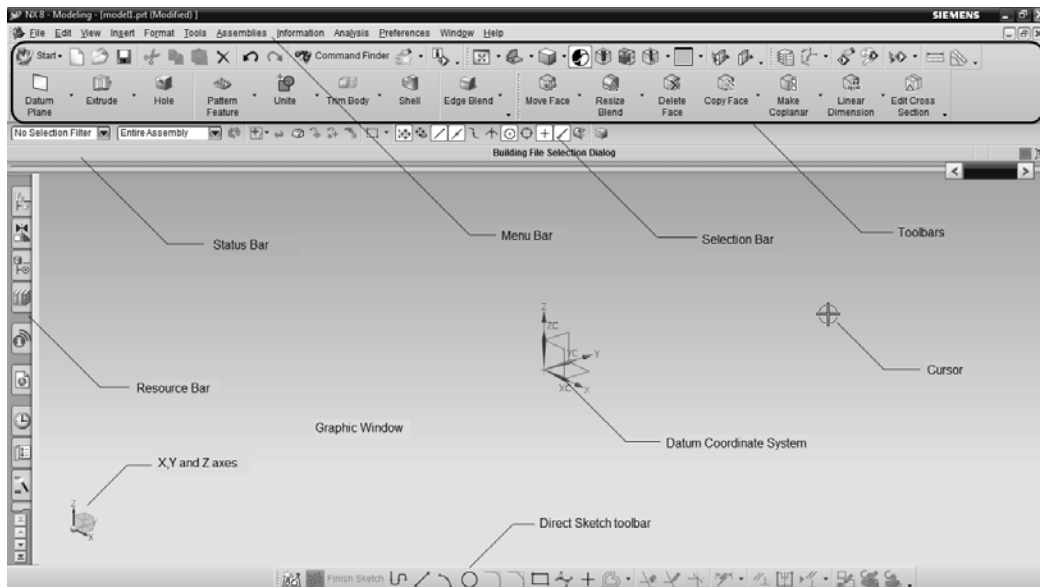 NX 8 - Modeling - [model1.prt (Modified) ]
SIEMENS
File Edit View Insert Format Tools Assemblies Information Analysis Preferences Window Help
Start Command Finder
Datum Plane
Extrude
Hole
Pattern Feature
Unite
Trim Body
Shell
Edge Blend
Move Face
Resize Blend
Delete Face
Copy Face
Make Coplanar
Linear Dimension
Edit Cross Section
No Selection Filter Entire Assembly
Building File Selection Dialog
Status Bar
Menu Bar
Selection Bar
Toolbars
Z
ZC
YC Y
XC X
Cursor
Resource Bar
Graphic Window
Datum Coordinate System
X,Y and Z axes
Z
X
Direct Sketch toolbar
Finish Sketch